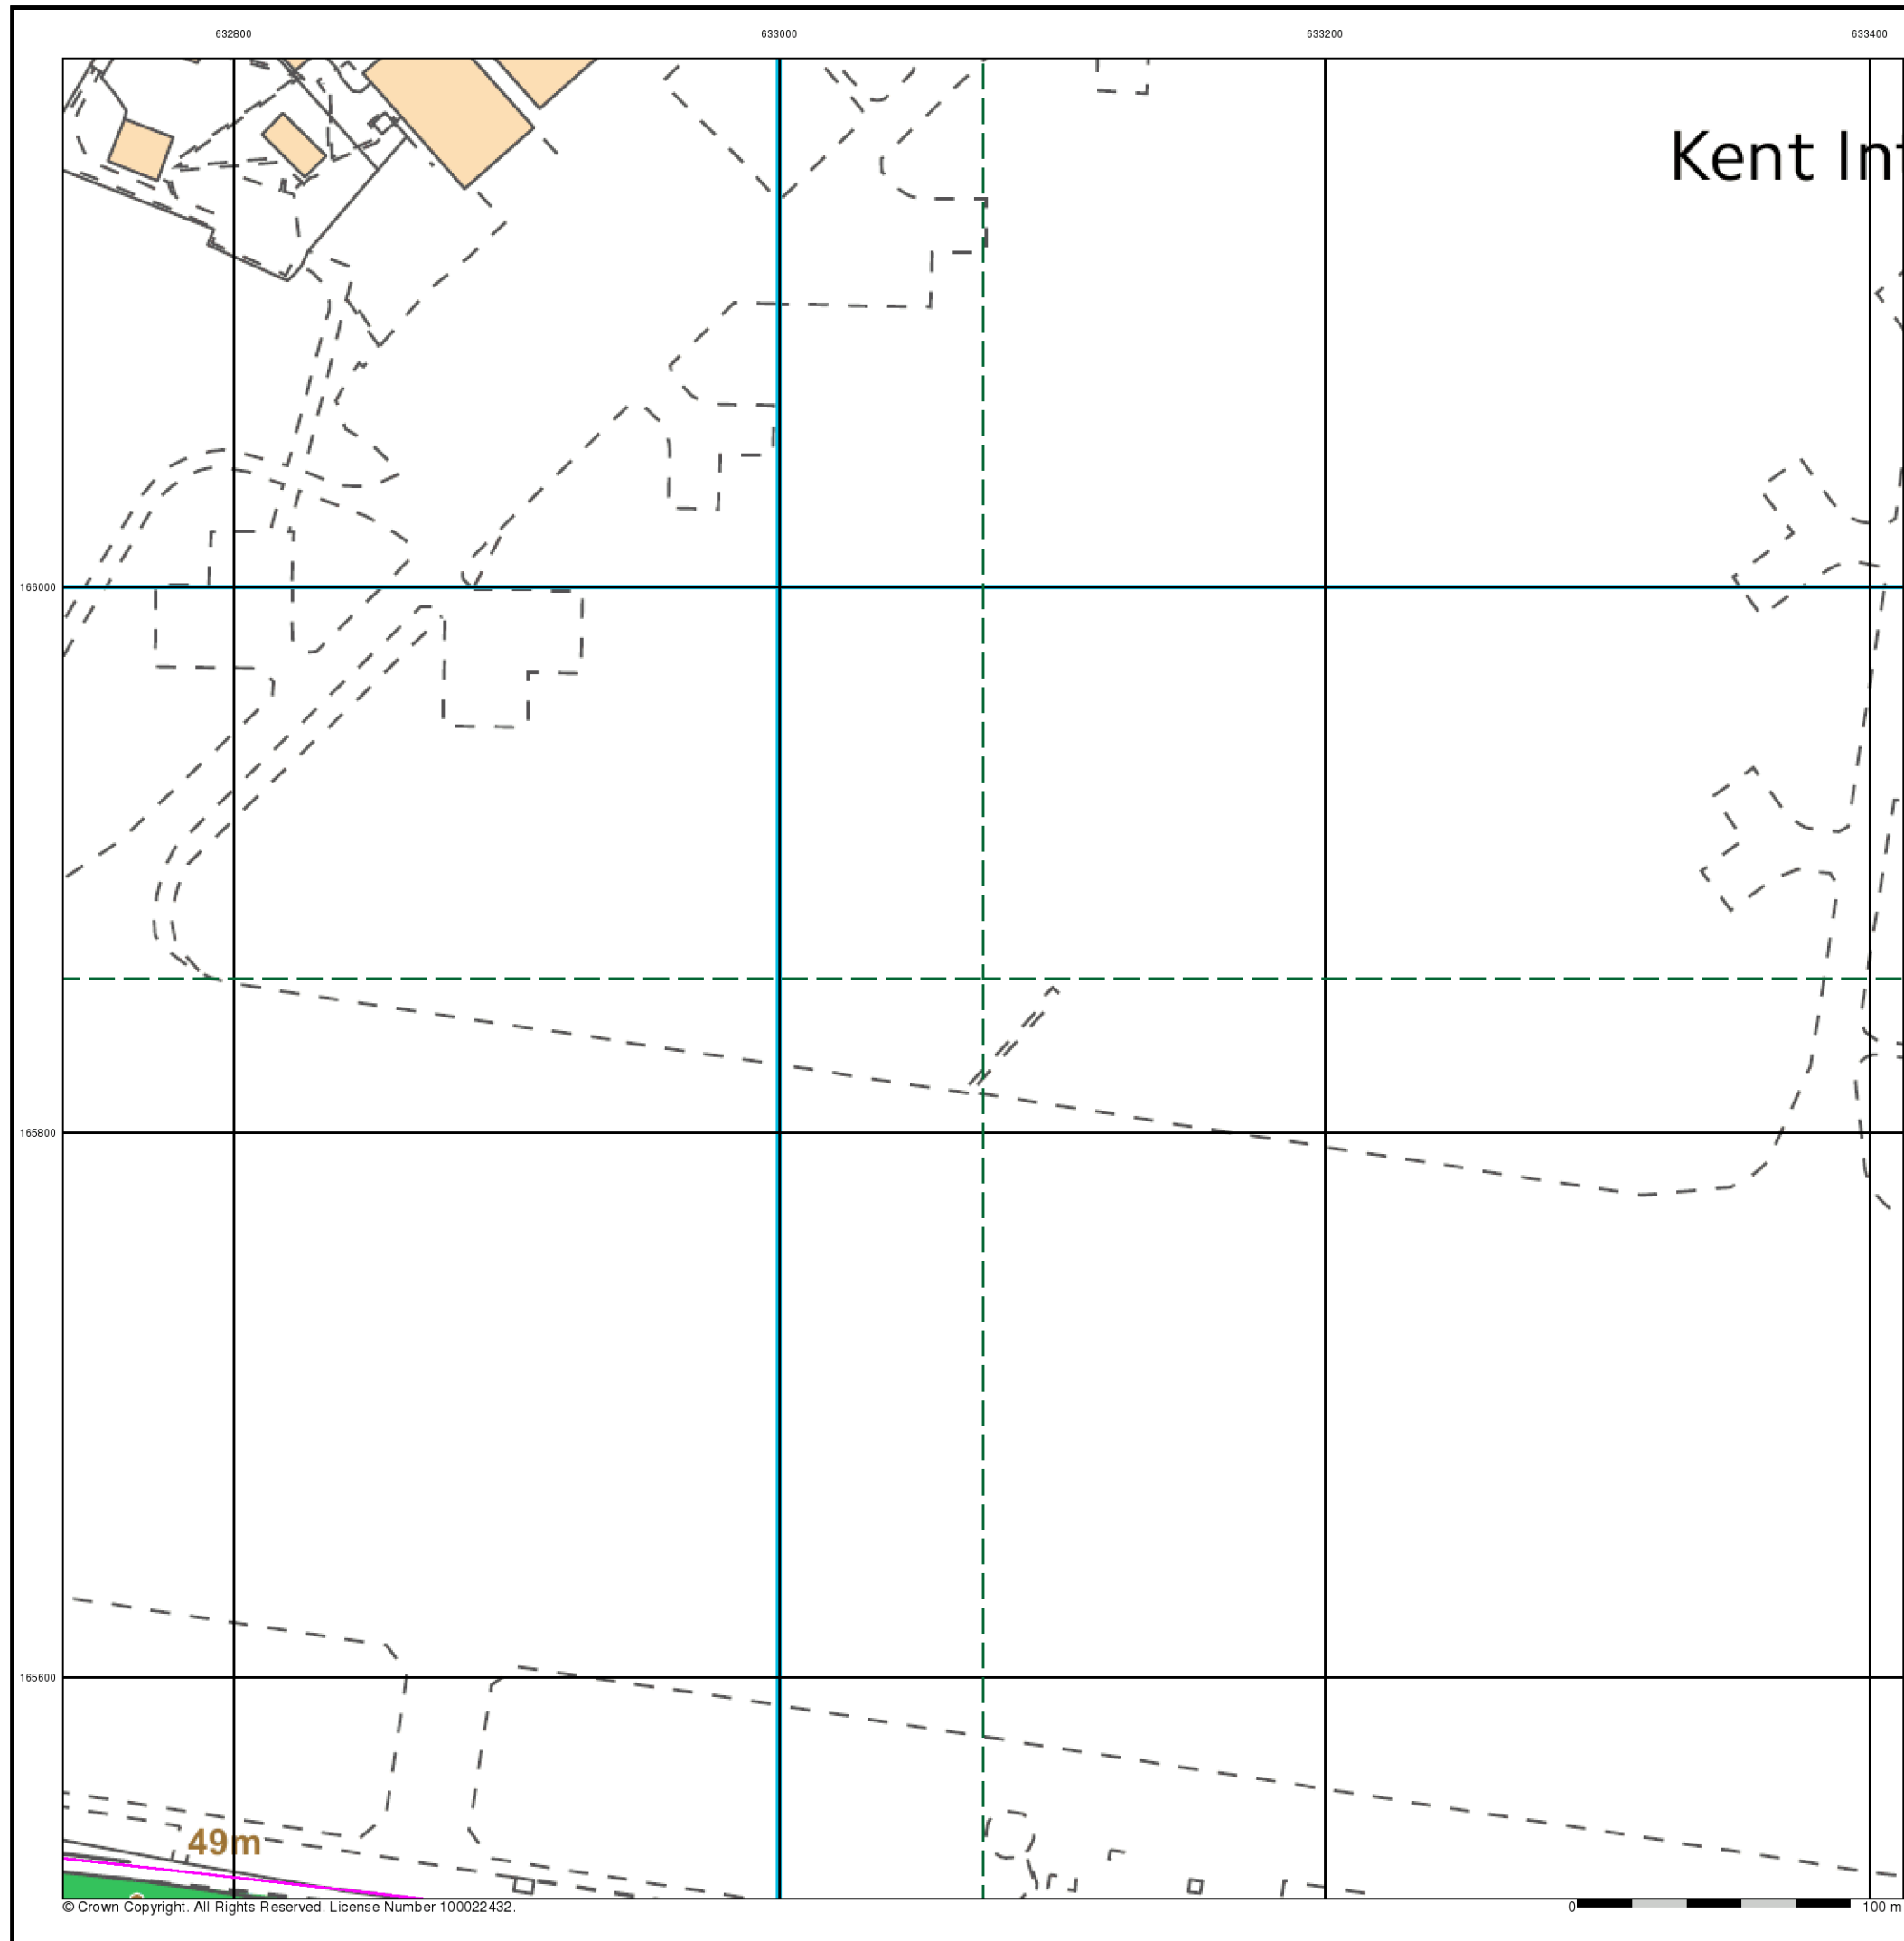 632800 633000 633200 633400
Kent Int
166000
165800
165600
49m
© Crown Copyright. All Rights Reserved. License Number 100022432.
0 100 m